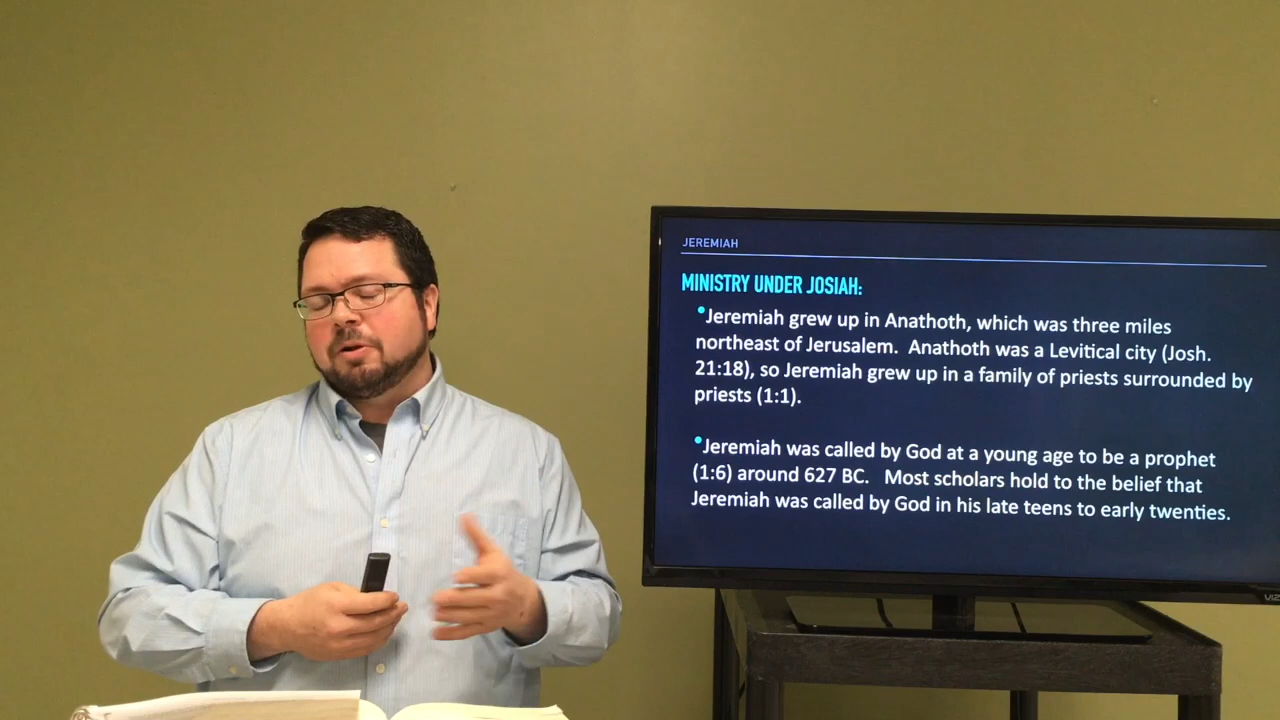 JEREMIAH
MINISTRY UNDER JOSIAH:
•Jeremiah grew up in Anathoth, which was three miles
northeast of Jerusalem. Anathoth was a Levitical city (Josh.
21:18), so Jeremiah grew up in a family of priests surrounded by
priests (1:1).
•Jeremiah was called by God at a young age to be a prophet
(1:6) around 627 BC. Most scholars hold to the belief that
Jeremiah was called by God in his late teens to early twenties.